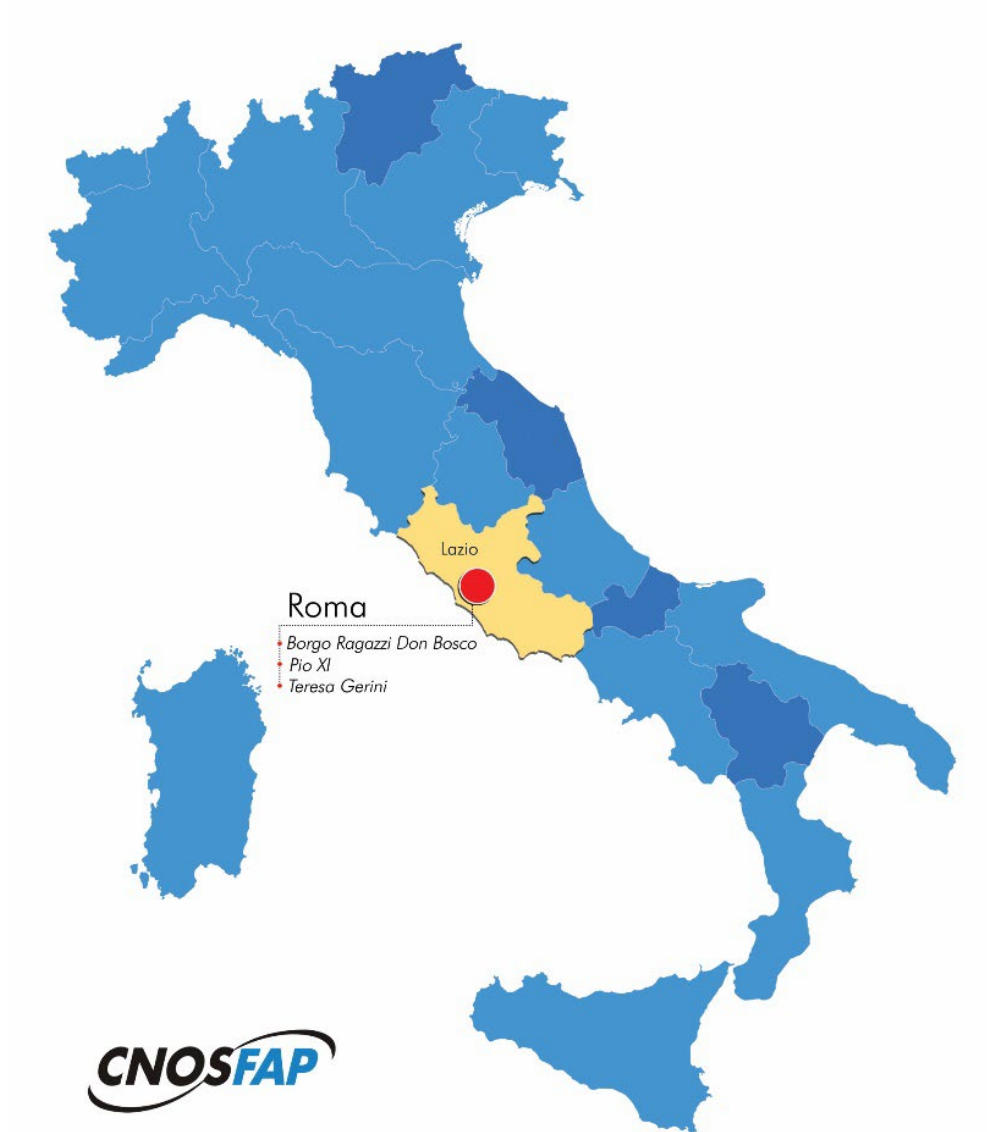 Lazio
Roma
Borgo Ragazzi Don Bosco
Pio XI
Teresa Gerini
CNOSFAP